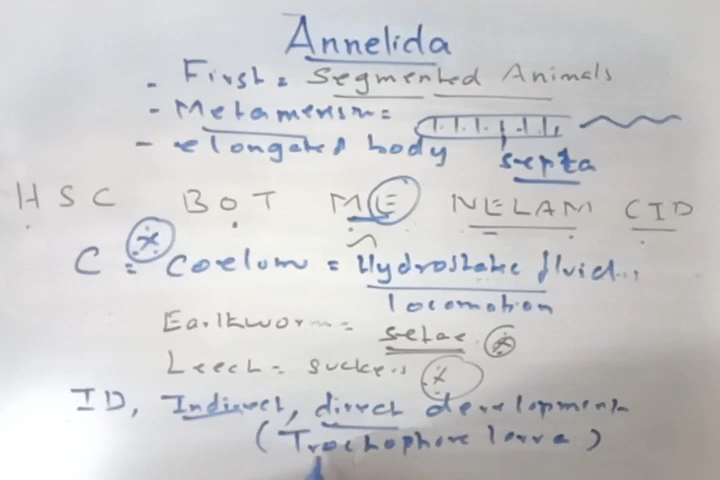 Annelida
- First = Segmented Animals
- Metamerism =
- elongated body septa
HSC BOT ME NELAM CID
C = Coelom = Hydrostatic fluid...
locomotion
Earthworm = setae
Leech = suckers
ID, Indirect, direct development
(Trochophore larva)